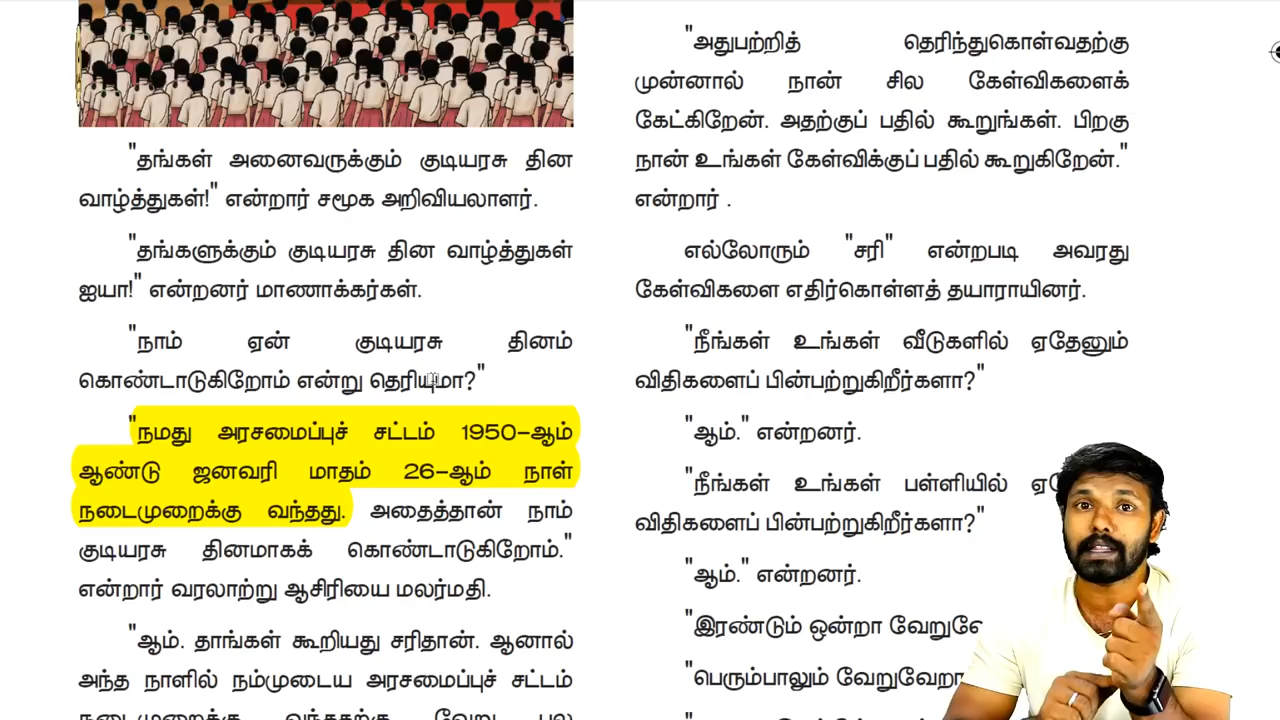 "தங்கள் அனைவருக்கும் குடியரசு தின
வாழ்த்துகள்!" என்றார் சமூக அறிவியலாளர்.
"தங்களுக்கும் குடியரசு தின வாழ்த்துகள்
ஐயா!" என்றனர் மாணாக்கர்கள்.
"நாம் ஏன் குடியரசு தினம்
கொண்டாடுகிறோம் என்று தெரியுமா?"
"நமது அரசமைப்புச் சட்டம் 1950-ஆம்
ஆண்டு ஜனவரி மாதம் 26-ஆம் நாள்
நடைமுறைக்கு வந்தது. அதைத்தான் நாம்
குடியரசு தினமாகக் கொண்டாடுகிறோம்."
என்றார் வரலாற்று ஆசிரியை மலர்மதி.
"ஆம். தாங்கள் கூறியது சரிதான். ஆனால்
அந்த நாளில் நம்முடைய அரசமைப்புச் சட்டம்
"அதுபற்றித் தெரிந்துகொள்வதற்கு
முன்னால் நான் சில கேள்விகளைக்
கேட்கிறேன். அதற்குப் பதில் கூறுங்கள். பிறகு
நான் உங்கள் கேள்விக்குப் பதில் கூறுகிறேன்."
என்றார் .
எல்லோரும் "சரி" என்றபடி அவரது
கேள்விகளை எதிர்கொள்ளத் தயாராயினர்.
"நீங்கள் உங்கள் வீடுகளில் ஏதேனும்
விதிகளைப் பின்பற்றுகிறீர்களா?"
"ஆம்." என்றனர்.
"நீங்கள் உங்கள் பள்ளியில்
விதிகளைப் பின்பற்றுகிறீர்களா?"
"ஆம்." என்றனர்.
"இரண்டும் ஒன்றா
"பெரும்பாலும்